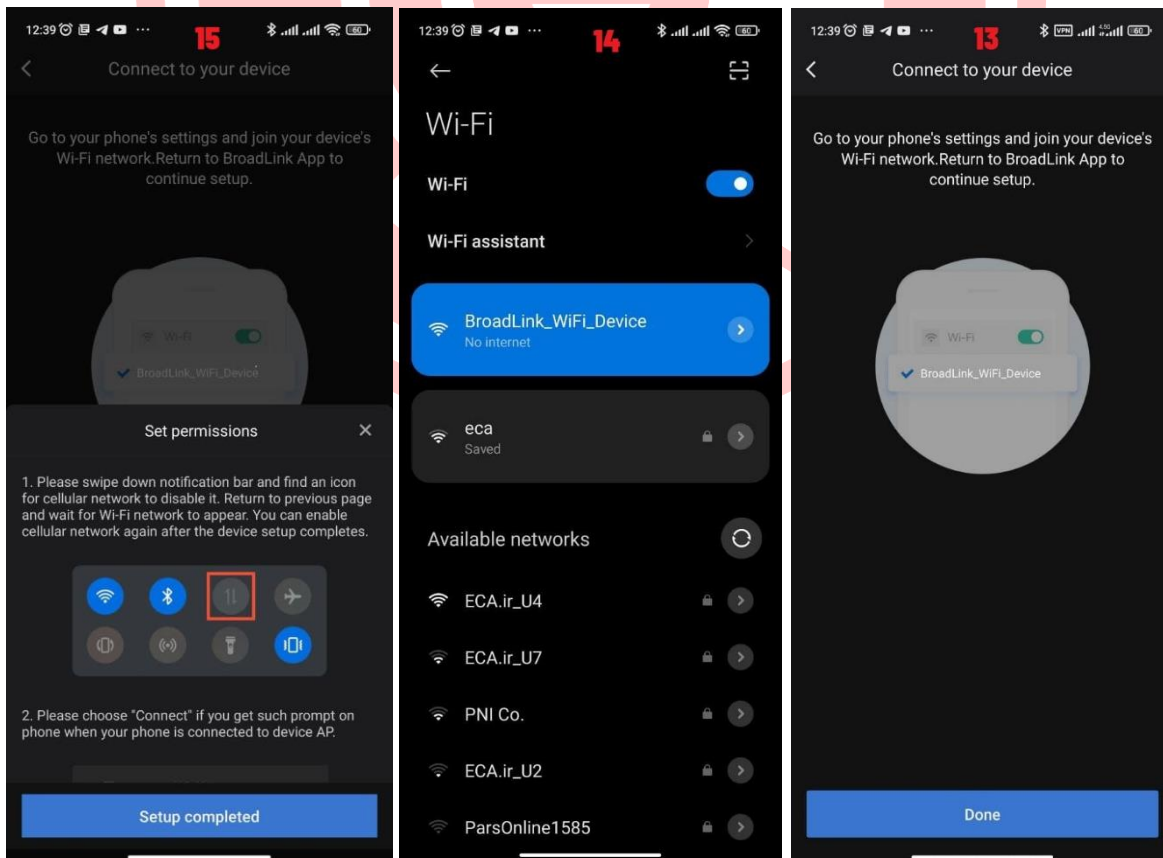 12:39
15
60
Connect to your device
Go to your phone's settings and join your device's
Wi-Fi network.Return to BroadLink App to
continue setup.
Wi-Fi
BroadLink_WiFi_Device
Set permissions
1. Please swipe down notification bar and find an icon
for cellular network to disable it. Return to previous page
and wait for Wi-Fi network to appear. You can enable
cellular network again after the device setup completes.
2. Please choose "Connect" if you get such prompt on
phone when your phone is connected to device AP.
Setup completed
12:39
14
60
Wi-Fi
Wi-Fi
Wi-Fi assistant
BroadLink_WiFi_Device
No internet
eca
Saved
Available networks
ECA.ir_U4
ECA.ir_U7
PNI Co.
ECA.ir_U2
ParsOnline1585
12:39
13
VPN
60
Connect to your device
Go to your phone's settings and join your device's
Wi-Fi network.Return to BroadLink App to
continue setup.
Wi-Fi
BroadLink_WiFi_Device
Done